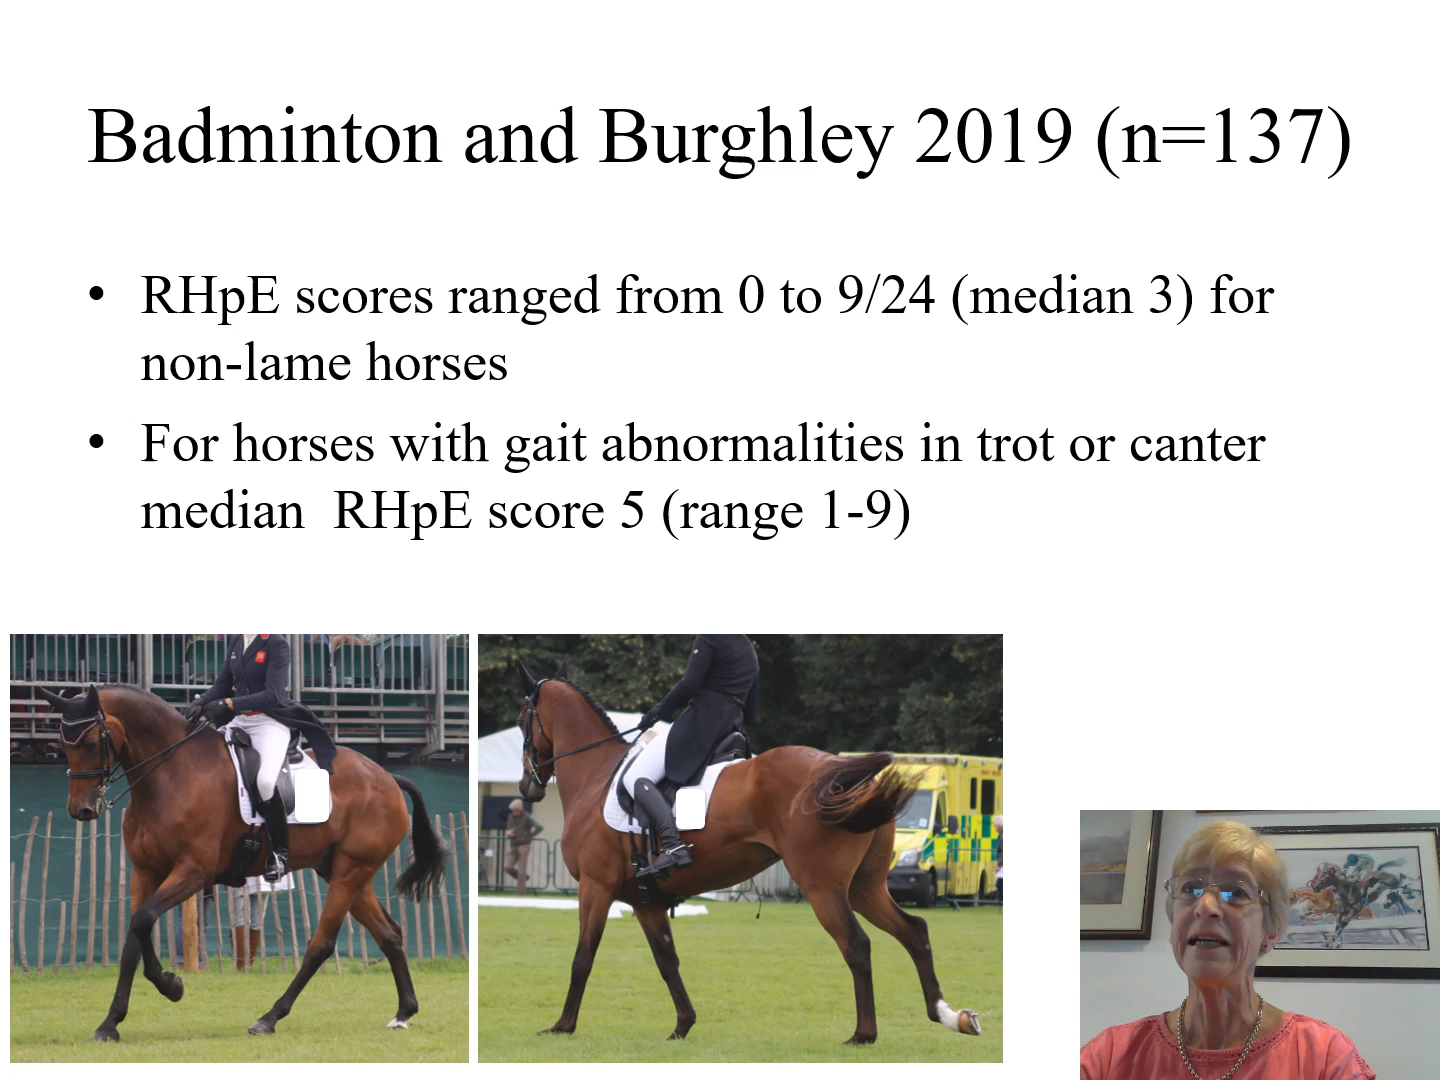 Badminton and Burghley 2019 (n=137)
• RHpE scores ranged from 0 to 9/24 (median 3) for
non-lame horses
• For horses with gait abnormalities in trot or canter
median  RHpE score 5 (range 1-9)